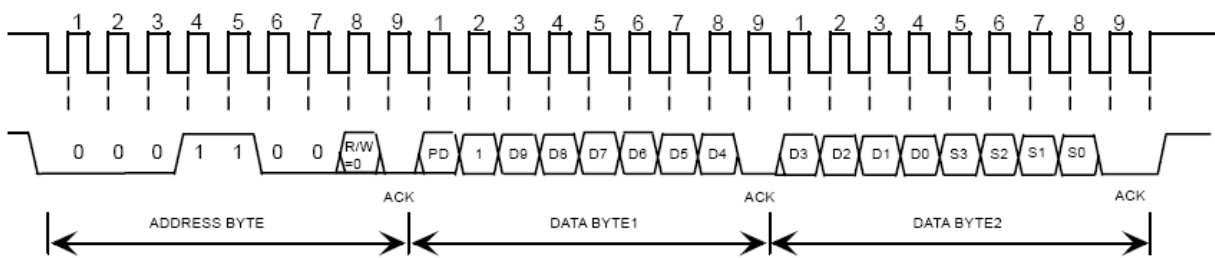 1 2 3 4 5 6 7 8 9 1 2 3 4 5 6 7 8 9 1 2 3 4 5 6 7 8 9
0 0 0 1 1 0 0 R/W =0 PD 1 D9 D8 D7 D6 D5 D4 D3 D2 D1 D0 S3 S2 S1 S0
ACK ACK ACK
ADDRESS BYTE DATA BYTE1 DATA BYTE2